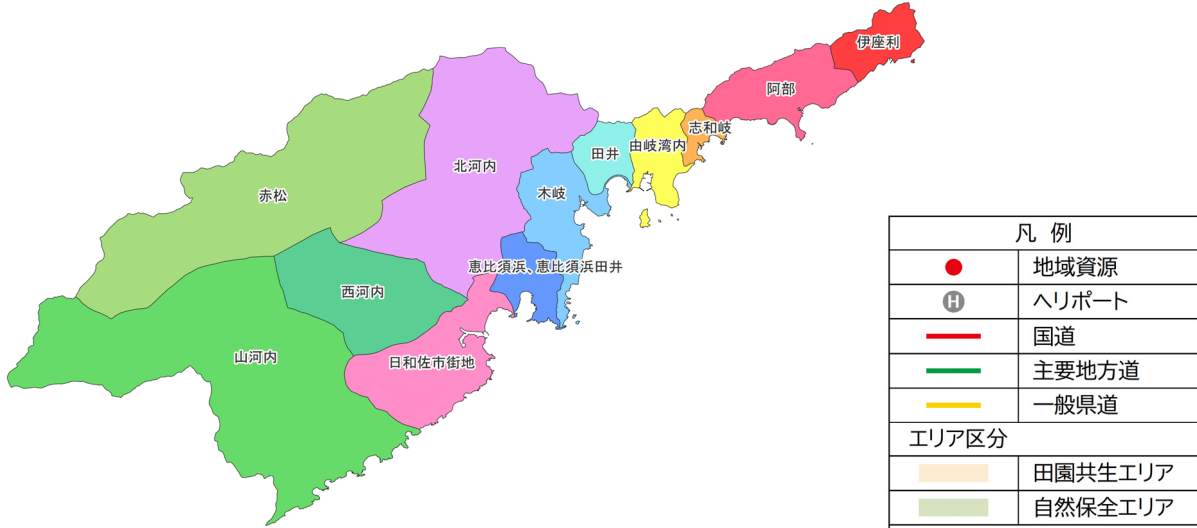 伊座利
阿部
志和岐
由岐湾内
田井
北河内
木岐
赤松
恵比須浜、恵比須浜田井
西河内
山河内
日和佐市街地
凡 例
地域資源
H
ヘリポート
国道
主要地方道
一般県道
エリア区分
田園共生エリア
自然保全エリア